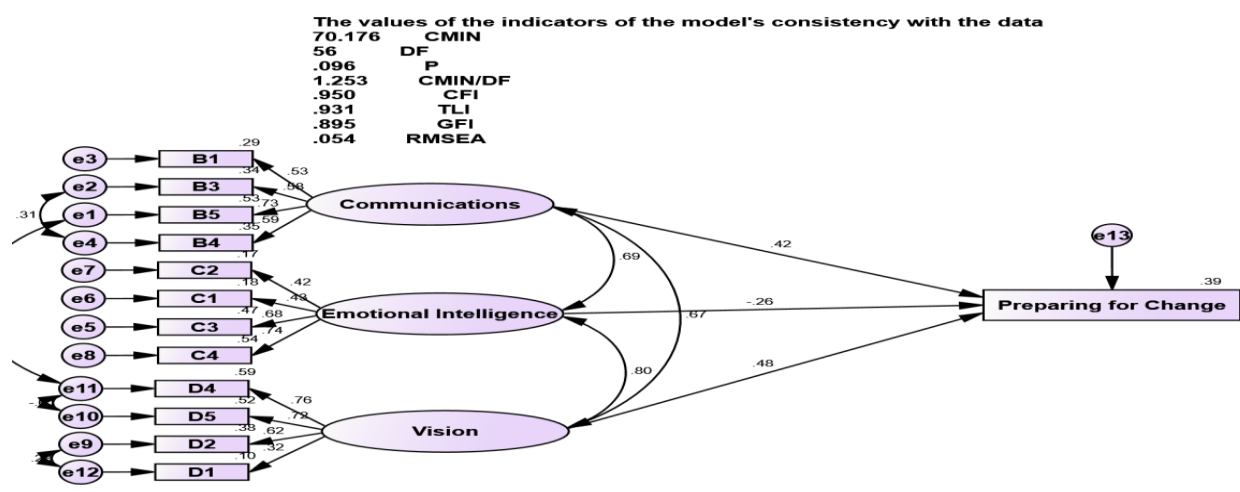 The values of the indicators of the model's consistency with the data
70.176 CMIN
56 DF
.096 P
1.253 CMIN/DF
.950 CFI
.931 TLI
.895 GFI
.054 RMSEA
.29
e3 B1 .53
.34
e2 B3 .58
.53
.31 e1 B5 .73
.59
.35
e4 B4
Communications
.17
e7 C2 .42
.18
e6 C1 .43
.47
e5 C3 .68
.74
.54
e8 C4
Emotional Intelligence
.59
e11 D4 .76
.52
e10 D5 .72
.38
e9 D2 .62
.32
.10
e12 D1
Vision
.69
.67
.80
.42
-.26
.48
e13
.39
Preparing for Change